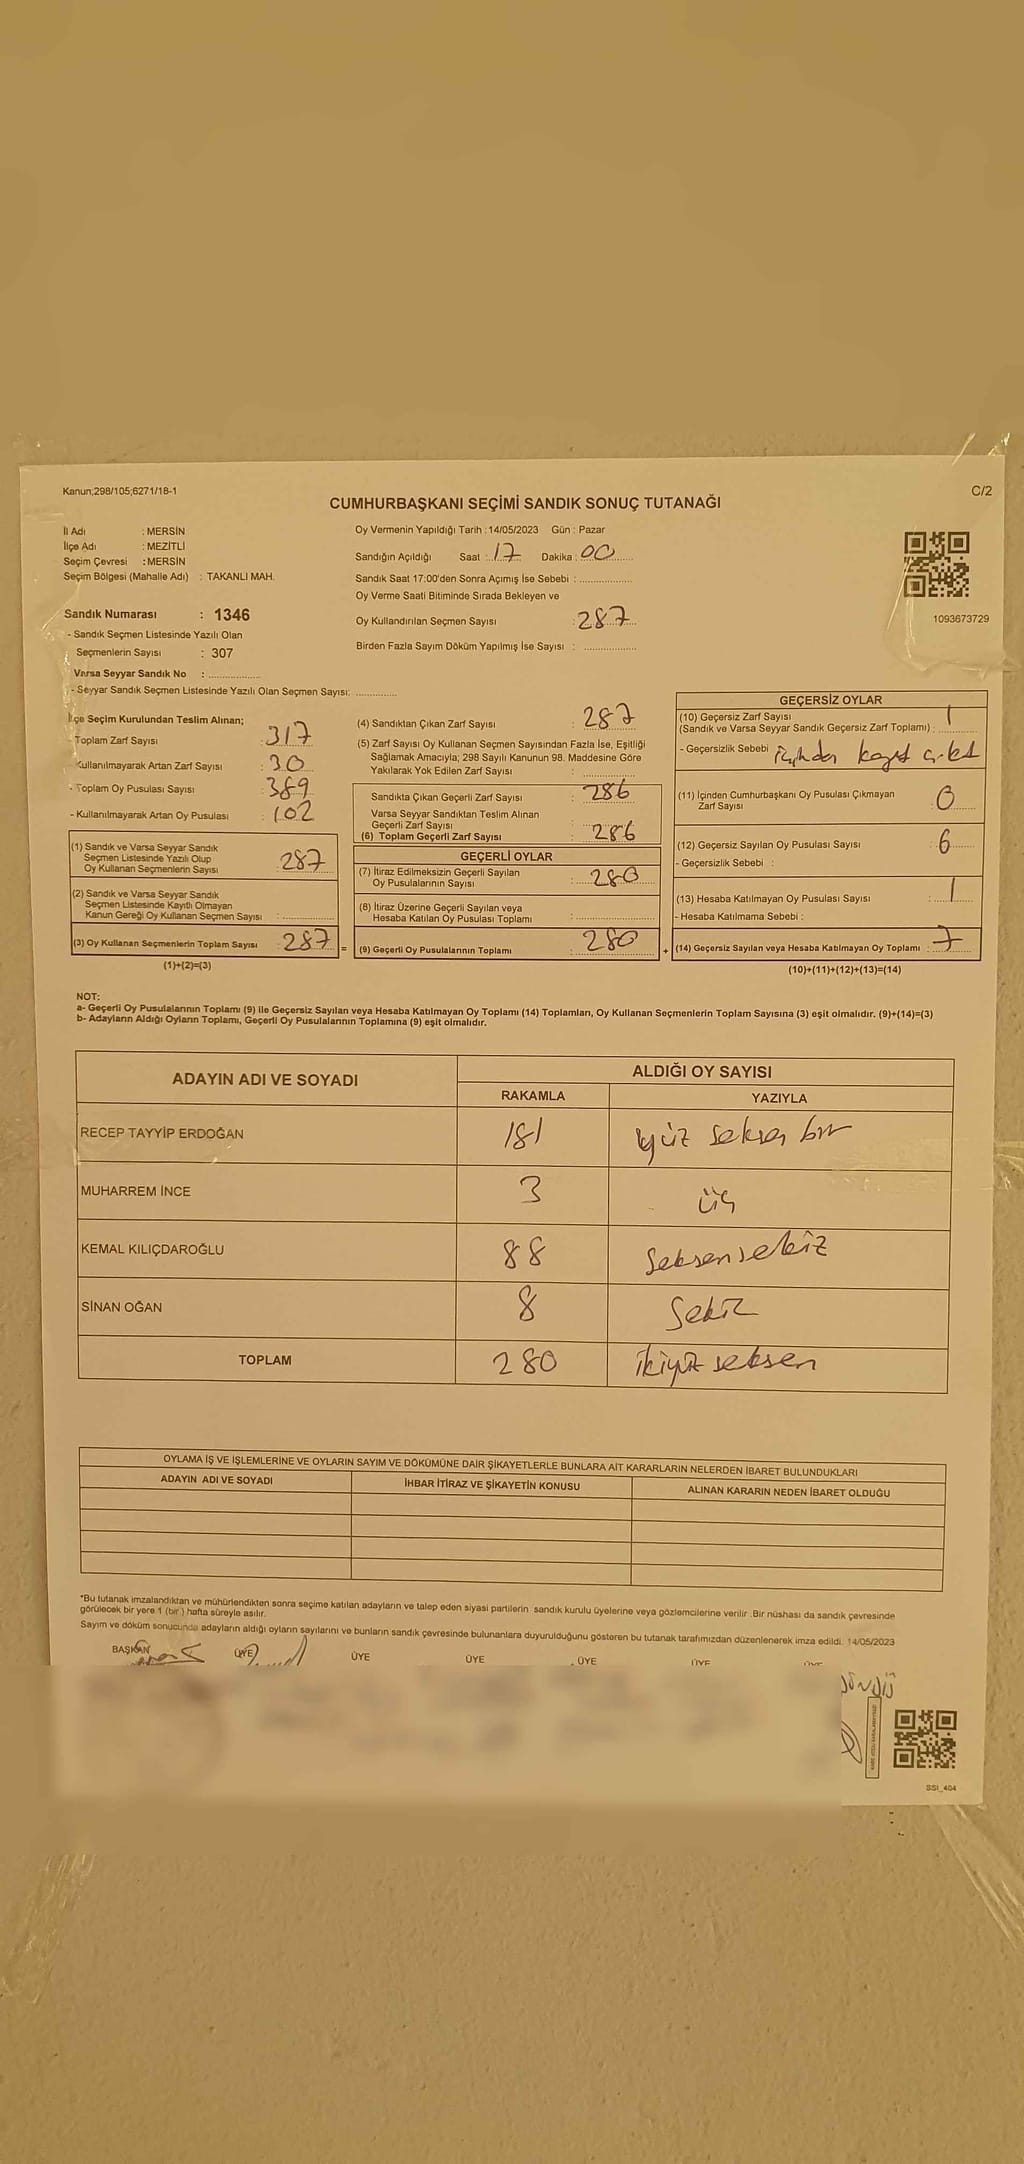 Kanun;298/105;6271/18-1
C/2
CUMHURBAŞKANI SEÇİMİ SANDIK SONUÇ TUTANAĞI
İl Adı : MERSİN
İlçe Adı : MEZİTLİ
Seçim Çevresi : MERSİN
Seçim Bölgesi (Mahalle Adı) : TAKANLI MAH.
Sandık Numarası : 1346
- Sandık Seçmen Listesinde Yazılı Olan
Seçmenlerin Sayısı : 307
Varsa Seyyar Sandık No : ...................
- Seyyar Sandık Seçmen Listesinde Yazılı Olan Seçmen Sayısı: ..............
Oy Vermenin Yapıldığı Tarih : 14/05/2023 Gün : Pazar
Sandığın Açıldığı Saat : 17 Dakika : 00
Sandık Saat 17:00'den Sonra Açımış İse Sebebi : ..................
Oy Verme Saati Bitiminde Sırada Bekleyen ve
Oy Kullandırılan Seçmen Sayısı : 287
Birden Fazla Sayım Döküm Yapılmış İse Sayısı : ..................
1093673729
İlçe Seçim Kurulundan Teslim Alınan;
- Toplam Zarf Sayısı : 317
- Kullanılmayarak Artan Zarf Sayısı : 30
- Toplam Oy Pusulası Sayısı : 389
- Kullanılmayarak Artan Oy Pusulası : 102
(1) Sandık ve Varsa Seyyar Sandık
Seçmen Listesinde Yazılı Olup
Oy Kullanan Seçmenlerin Sayısı : 287
(2) Sandık ve Varsa Seyyar Sandık
Seçmen Listesinde Kayıtlı Olmayan
Kanun Gereği Oy Kullanan Seçmen Sayısı : ..............
(3) Oy Kullanan Seçmenlerin Toplam Sayısı : 287 =
(1)+(2)=(3)
(4) Sandıktan Çıkan Zarf Sayısı : 287
(5) Zarf Sayısı Oy Kullanan Seçmen Sayısından Fazla İse, Eşitliği
Sağlamak Amacıyla; 298 Sayılı Kanunun 98. Maddesine Göre
Yakılarak Yok Edilen Zarf Sayısı : ..................
Sandıkta Çıkan Geçerli Zarf Sayısı : 286
Varsa Seyyar Sandıktan Teslim Alınan
Geçerli Zarf Sayısı :
(6) Toplam Geçerli Zarf Sayısı : 286
GEÇERLİ OYLAR
(7) İtiraz Edilmeksizin Geçerli Sayılan
Oy Pusulalarının Sayısı : 280
(8) İtiraz Üzerine Geçerli Sayılan veya
Hesaba Katılan Oy Pusulası Toplamı : ..................
(9) Geçerli Oy Pusulalarının Toplamı : 280 +
GEÇERSİZ OYLAR
(10) Geçersiz Zarf Sayısı
(Sandık ve Varsa Seyyar Sandık Geçersiz Zarf Toplamı) : 1
- Geçersizlik Sebebi : çıktı
(11) İçinden Cumhurbaşkanı Oy Pusulası Çıkmayan
Zarf Sayısı : 0
(12) Geçersiz Sayılan Oy Pusulası Sayısı : 6
- Geçersizlik Sebebi :
(13) Hesaba Katılmayan Oy Pusulası Sayısı : 1
- Hesaba Katılmama Sebebi :
(14) Geçersiz Sayılan veya Hesaba Katılmayan Oy Toplamı : 7
(10)+(11)+(12)+(13)=(14)
NOT:
a- Geçerli Oy Pusulalarının Toplamı (9) ile Geçersiz Sayılan veya Hesaba Katılmayan Oy Toplamı (14) Toplamları, Oy Kullanan Seçmenlerin Toplam Sayısına (3) eşit olmalıdır. (9)+(14)=(3)
b- Adayların Aldığı Oyların Toplamı, Geçerli Oy Pusulalarının Toplamına (9) eşit olmalıdır.
ADAYIN ADI VE SOYADI ALDIĞI OY SAYISI
RAKAMLA YAZIYLA
RECEP TAYYİP ERDOĞAN 181 yüz seksen bir
MUHARREM İNCE 3 üç
KEMAL KILIÇDAROĞLU 88 Seksensekiz
SİNAN OĞAN 8 Sekiz
TOPLAM 280 ikiyüz seksen
OYLAMA İŞ VE İŞLEMLERİNE VE OYLARIN SAYIM VE DÖKÜMÜNE DAİR ŞİKAYETLERLE BUNLARA AİT KARARLARIN NELERDEN İBARET BULUNDUKLARI
ADAYIN ADI VE SOYADI İHBAR İTİRAZ VE ŞİKAYETİN KONUSU ALINAN KARARIN NEDEN İBARET OLDUĞU
*Bu tutanak imzalandıktan ve mühürlendikten sonra seçime katılan adayların ve talep eden siyasi partilerin sandık kurulu üyelerine veya gözlemcilerine verilir .Bir nüshası da sandık çevresinde
görülecek bir yere 1 (bir ) hafta süreyle asılır.
Sayım ve döküm sonucunda adayların aldığı oyların sayılarını ve bunların sandık çevresinde bulunanlara duyurulduğunu gösteren bu tutanak tarafımızdan düzenlenerek imza edildi. 14/05/2023
BAŞKAN ÜYE ÜYE ÜYE ÜYE ÜYE ÜYE
SSI_404